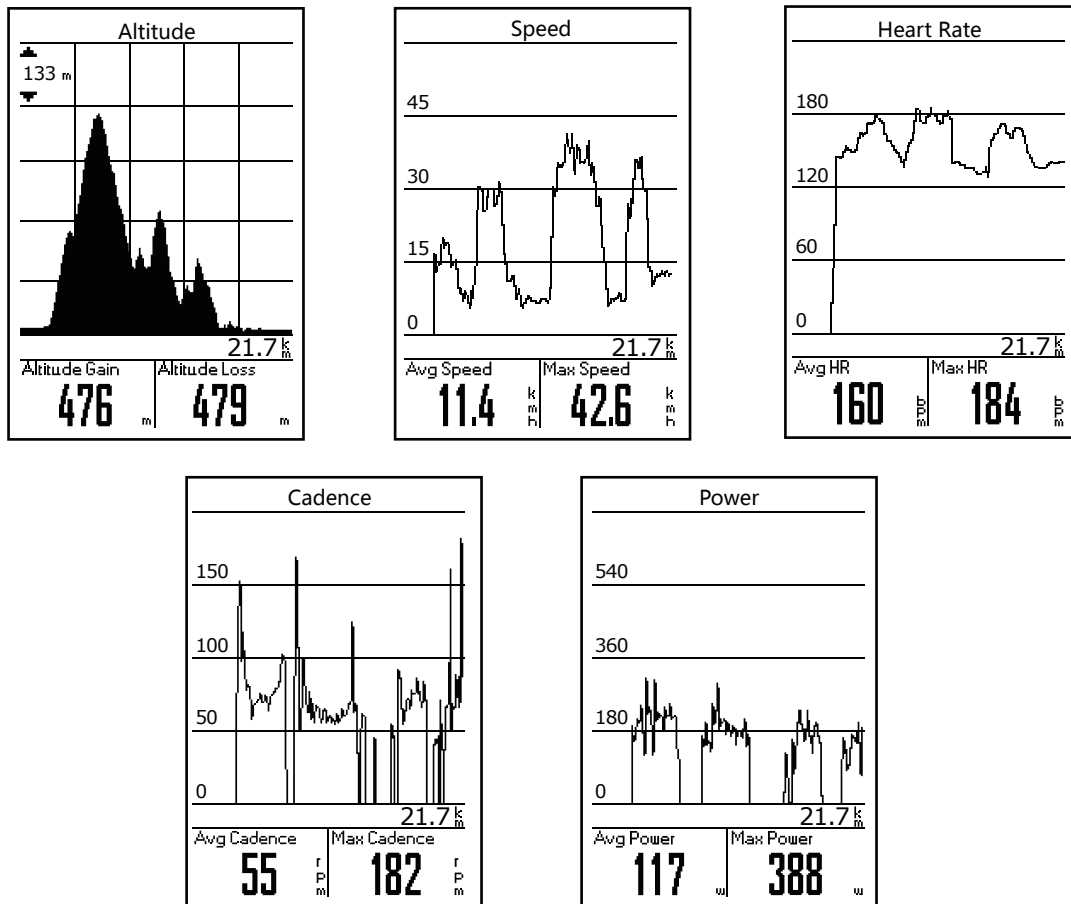 Altitude
133 m
21.7 km
Altitude Gain
476 m
Altitude Loss
479 m
Speed
45
30
15
0
21.7 km
Avg Speed
11.4 kmh
Max Speed
42.6 kmh
Heart Rate
180
120
60
0
21.7 km
Avg HR
160 bpm
Max HR
184 bpm
Cadence
150
100
50
0
21.7 km
Avg Cadence
55 rpm
Max Cadence
182 rpm
Power
540
360
180
0
21.7 km
Avg Power
117 w
Max Power
388 w